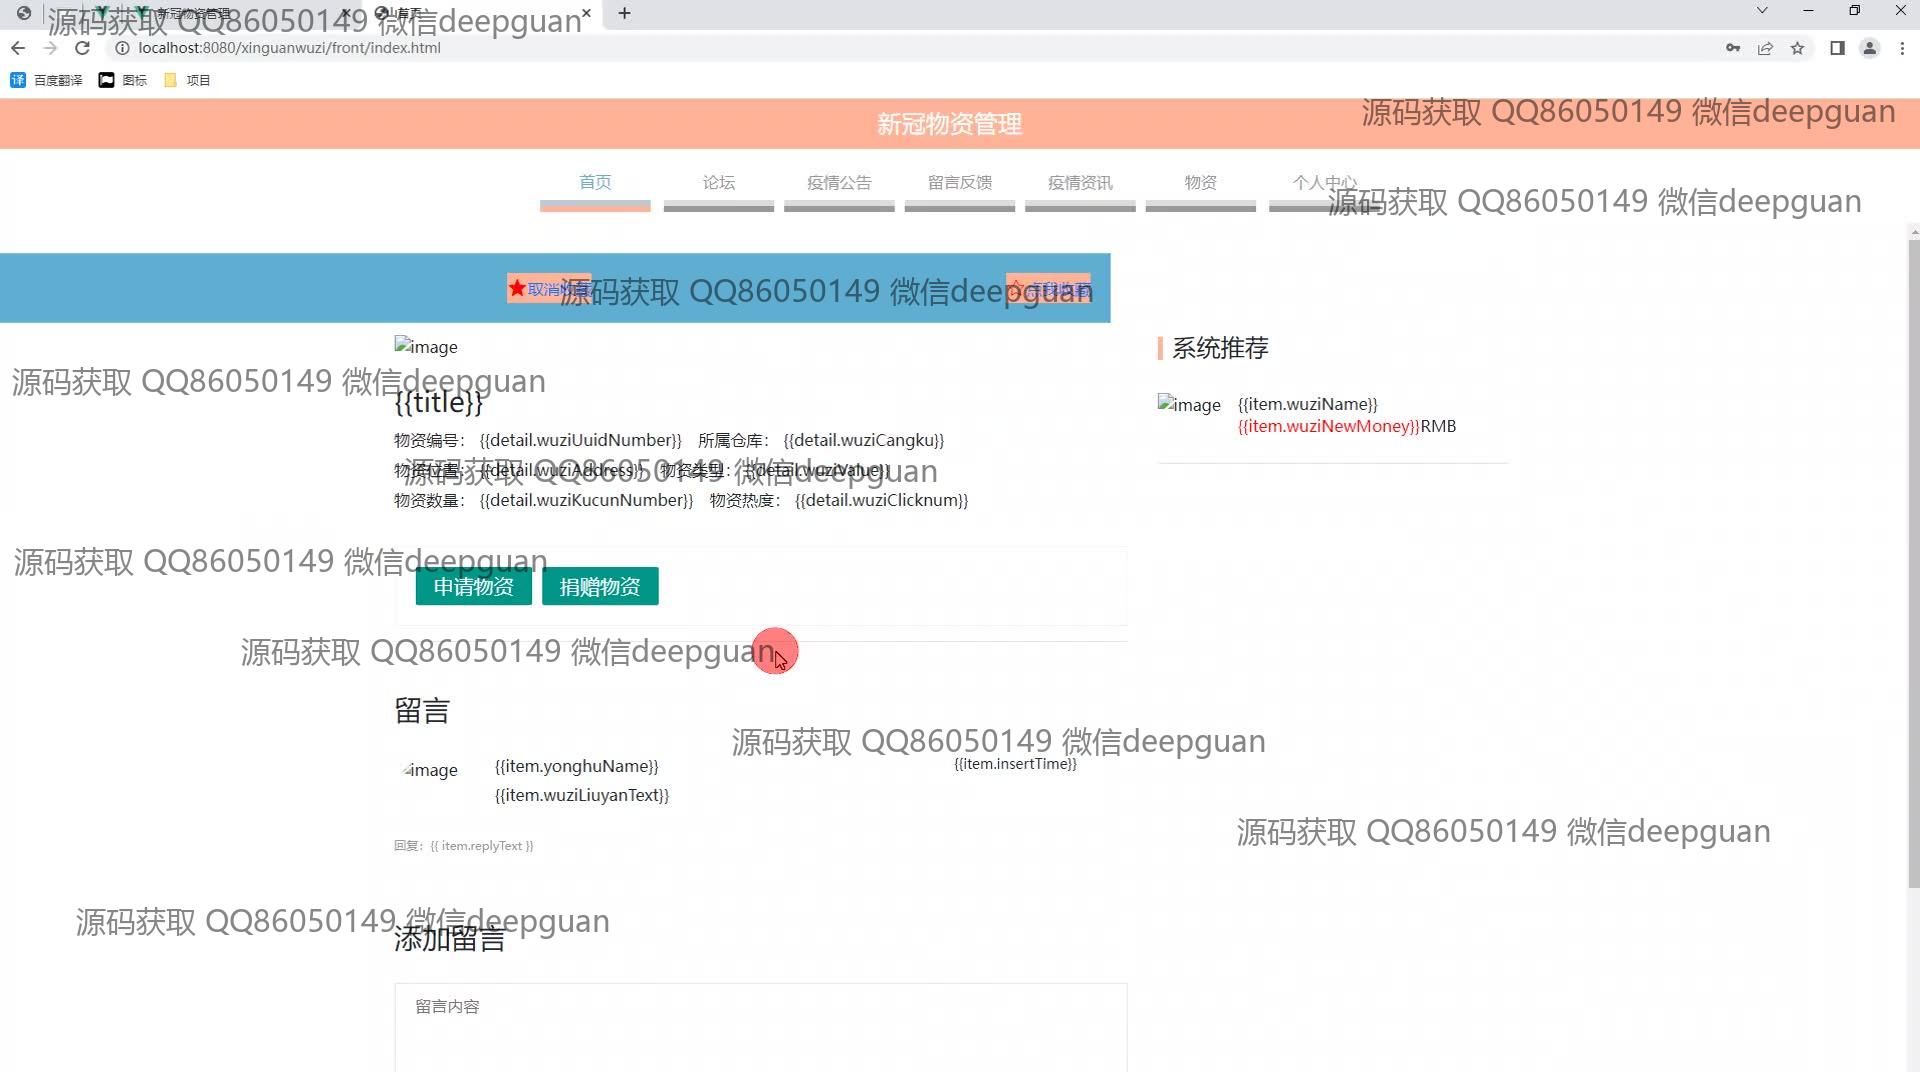 新冠物资管理
源码获取 QQ86050149 微信deepguan
localhost:8080/xinguanwuzi/front/index.html
百度翻译 图标 项目
新冠物资管理
源码获取 QQ86050149 微信deepguan
首页 论坛 疫情公告 留言反馈 疫情资讯 物资 个人中心
源码获取 QQ86050149 微信deepguan
取消收藏
源码获取 QQ86050149 微信deepguan
点我收藏
image
系统推荐
源码获取 QQ86050149 微信deepguan
{{title}}
image
{{item.wuziName}}
{{item.wuziNewMoney}}RMB
物资编号： {{detail.wuziUuidNumber}} 所属仓库： {{detail.wuziCangku}}
物资位置： {{detail.wuziAddress}} 物资类型： {{detail.wuziValue}}
源码获取 QQ86050149 微信deepguan
物资数量： {{detail.wuziKucunNumber}} 物资热度： {{detail.wuziClicknum}}
源码获取 QQ86050149 微信deepguan
申请物资 捐赠物资
源码获取 QQ86050149 微信deepguan
留言
源码获取 QQ86050149 微信deepguan
image
{{item.yonghuName}}
{{item.insertTime}}
{{item.wuziLiuyanText}}
源码获取 QQ86050149 微信deepguan
回复：{{ item.replyText }}
源码获取 QQ86050149 微信deepguan
添加留言
留言内容